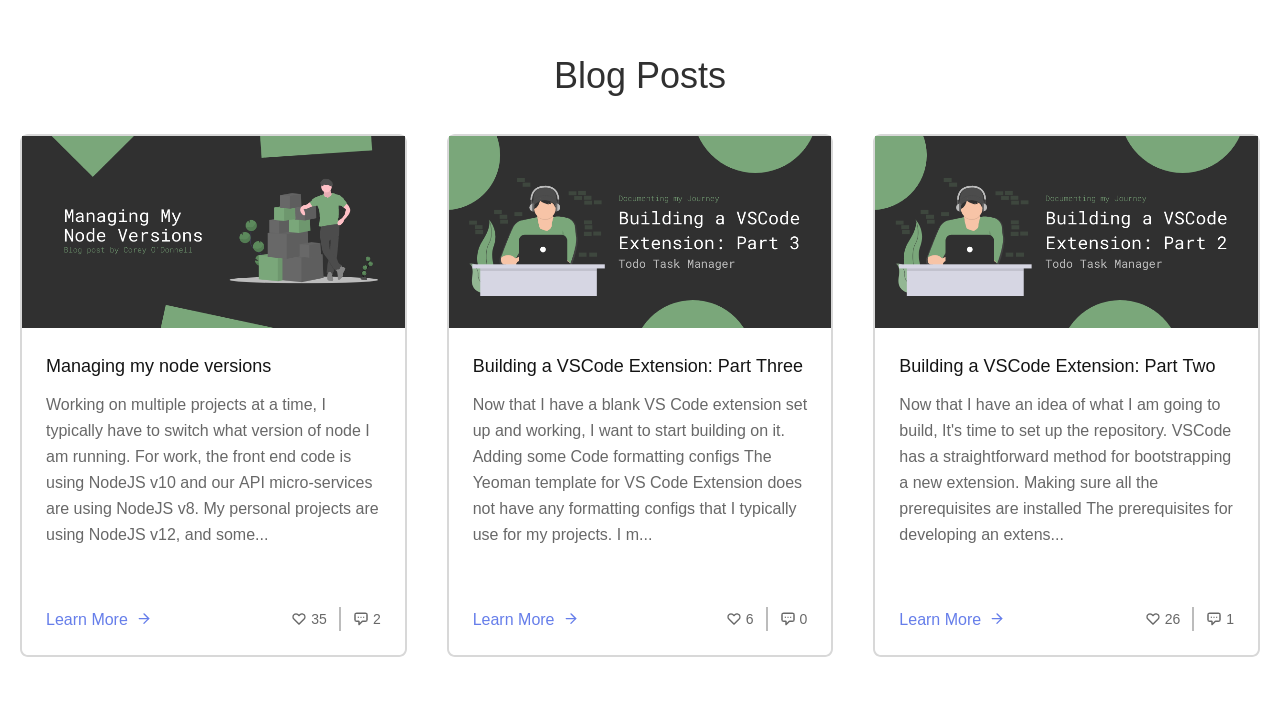 Blog Posts
Managing My
Node Versions
Blog post by Corey O'Donnell
Managing my node versions
Working on multiple projects at a time, I
typically have to switch what version of node I
am running. For work, the front end code is
using NodeJS v10 and our API micro-services
are using NodeJS v8. My personal projects are
using NodeJS v12, and some...
Learn More
35
2
Documenting my Journey
Building a VSCode
Extension: Part 3
Todo Task Manager
Building a VSCode Extension: Part Three
Now that I have a blank VS Code extension set
up and working, I want to start building on it.
Adding some Code formatting configs The
Yeoman template for VS Code Extension does
not have any formatting configs that I typically
use for my projects. I m...
Learn More
6
0
Documenting my Journey
Building a VSCode
Extension: Part 2
Todo Task Manager
Building a VSCode Extension: Part Two
Now that I have an idea of what I am going to
build, It's time to set up the repository. VSCode
has a straightforward method for bootstrapping
a new extension. Making sure all the
prerequisites are installed The prerequisites for
developing an extens...
Learn More
26
1